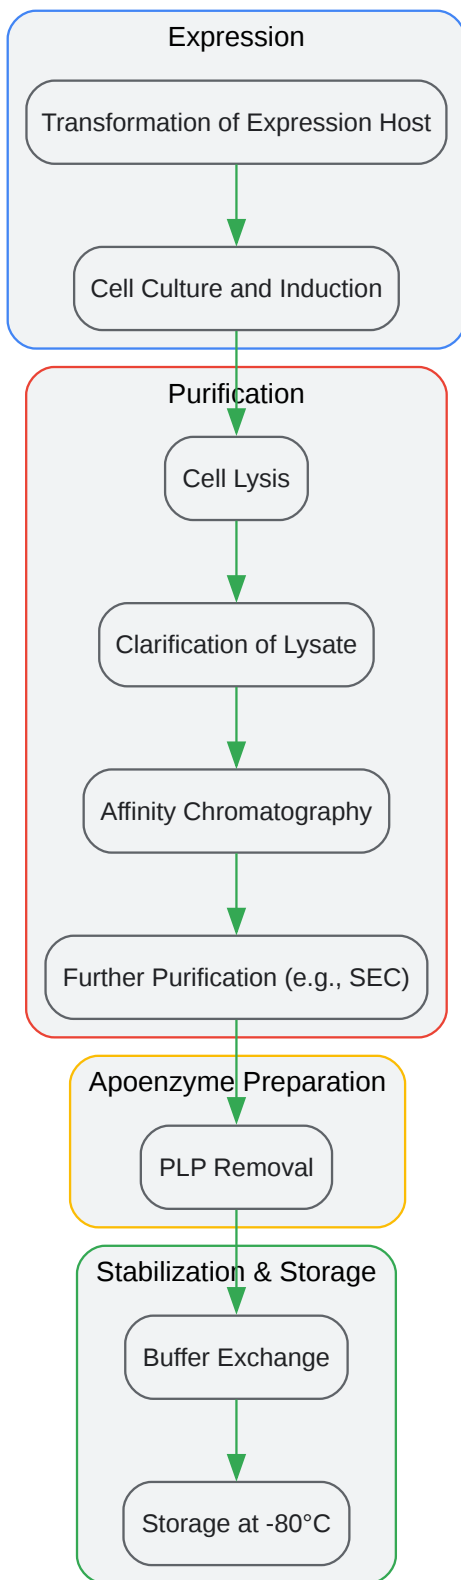 Expression
Transformation of Expression Host
Cell Culture and Induction
Purification
Cell Lysis
Clarification of Lysate
Affinity Chromatography
Further Purification (e.g., SEC)
Apoenzyme Preparation
PLP Removal
Stabilization & Storage
Buffer Exchange
Storage at -80°C